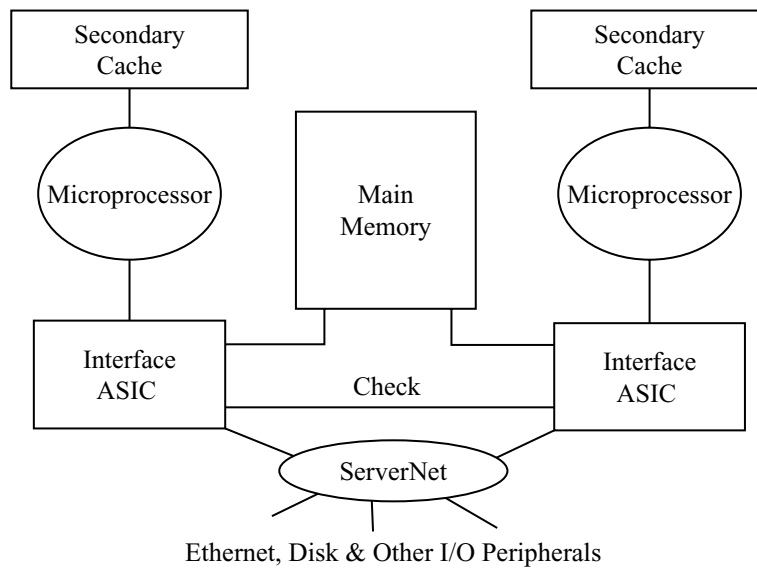 Secondary
Cache
Secondary
Cache
Microprocessor
Main
Memory
Microprocessor
Interface
ASIC
Check
Interface
ASIC
ServerNet
Ethernet, Disk & Other I/O Peripherals